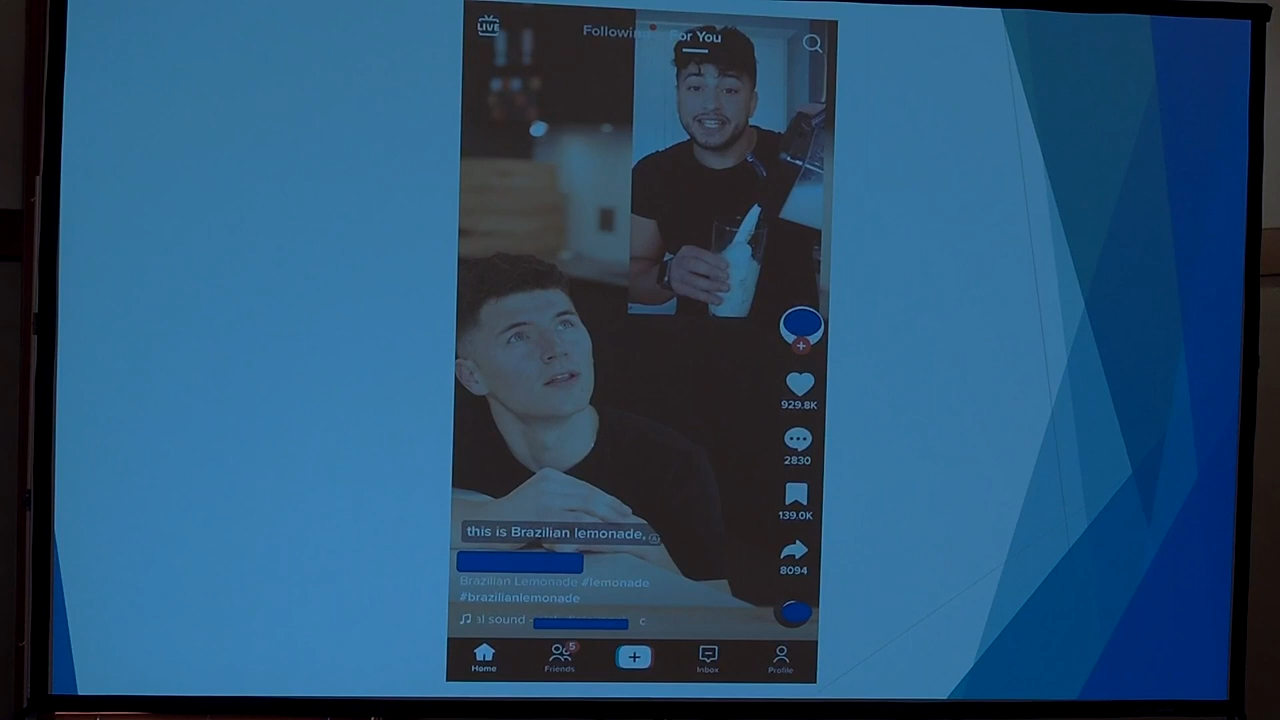 LIVE
Following
For You
929.8K
2830
139.0K
8094
this is Brazilian lemonade,
Brazilian Lemonade #lemonade
#brazilianlemonade
al sound -
c
Home
5
Friends
Inbox
Profile